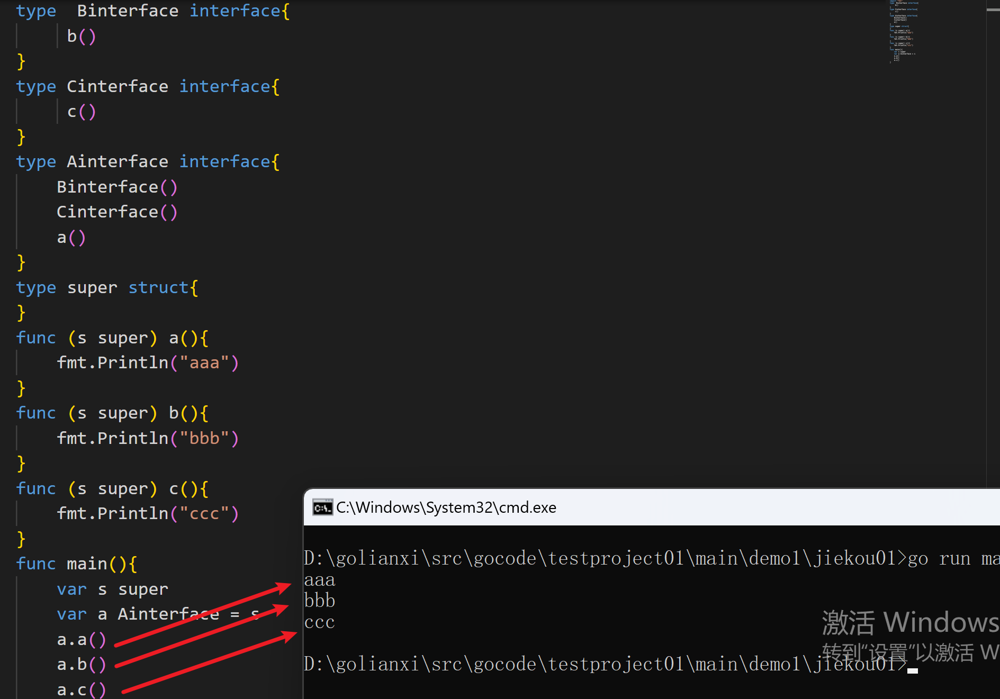 type  Binterface interface{
b()
}
type Cinterface interface{
c()
}
type Ainterface interface{
Binterface()
Cinterface()
a()
}
type super struct{
}
func (s super) a(){
fmt.Println("aaa")
}
func (s super) b(){
fmt.Println("bbb")
}
func (s super) c(){
fmt.Println("ccc")
}
func main(){
var s super
var a Ainterface = s
a.a()
a.b()
a.c()
C:\Windows\System32\cmd.exe
D:\golianxi\src\gocode\testproject01\main\demo1\jiekou01>go run ma
aaa
bbb
ccc
D:\golianxi\src\gocode\testproject01\main\demo1\jiekou01>
激活 Windows
转到“设置”以激活 W